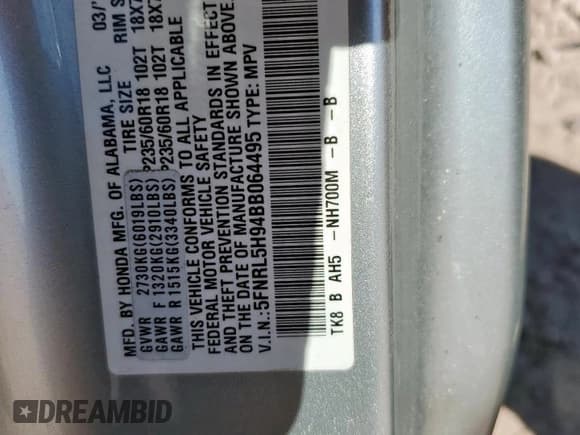 MFD. BY HONDA MFG. OF ALABAMA, LLC 03/
GVWR 2730KG(6019LBS) TIRE SIZE RIM S
GAWR F 1320KG(2910LBS) P235/60R18 102T 18X7
GAWR R 1515KG(3340LBS) P235/60R18 102T 18X7
THIS VEHICLE CONFORMS TO ALL APPLICABLE
FEDERAL MOTOR VEHICLE SAFETY
AND THEFT PREVENTION STANDARDS IN EFFECT
ON THE DATE OF MANUFACTURE SHOWN ABOVE.
V.I.N.: 5FNRL5H94BB064495 TYPE: MPV
TK8 B AH5 -NH700M -B -B
DREAMBID